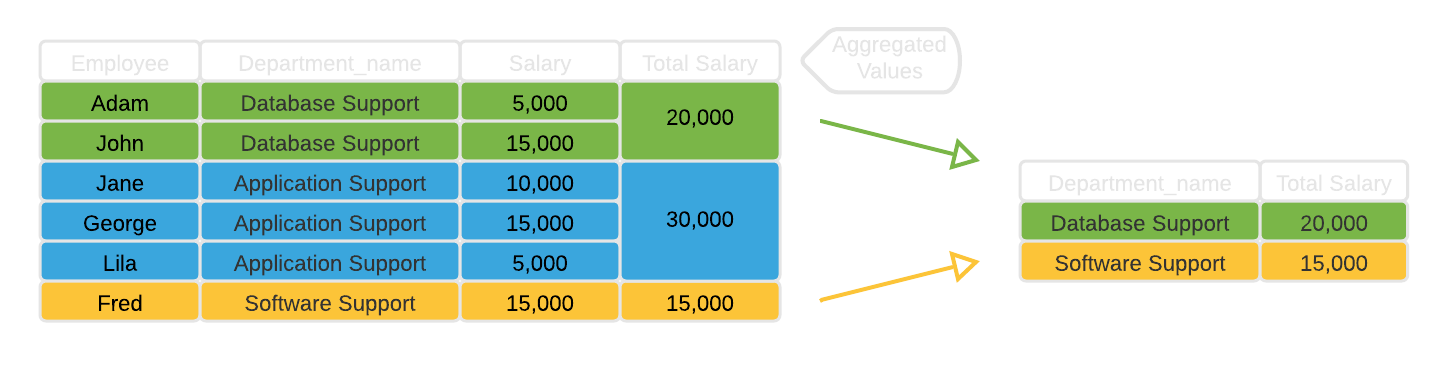 Employee Department_name Salary Total Salary
Adam Database Support 5,000
20,000
John Database Support 15,000
Jane Application Support 10,000
George Application Support 15,000
30,000
Lila Application Support 5,000
Fred Software Support 15,000 15,000
Aggregated
Values
Department_name Total Salary
Database Support 20,000
Software Support 15,000